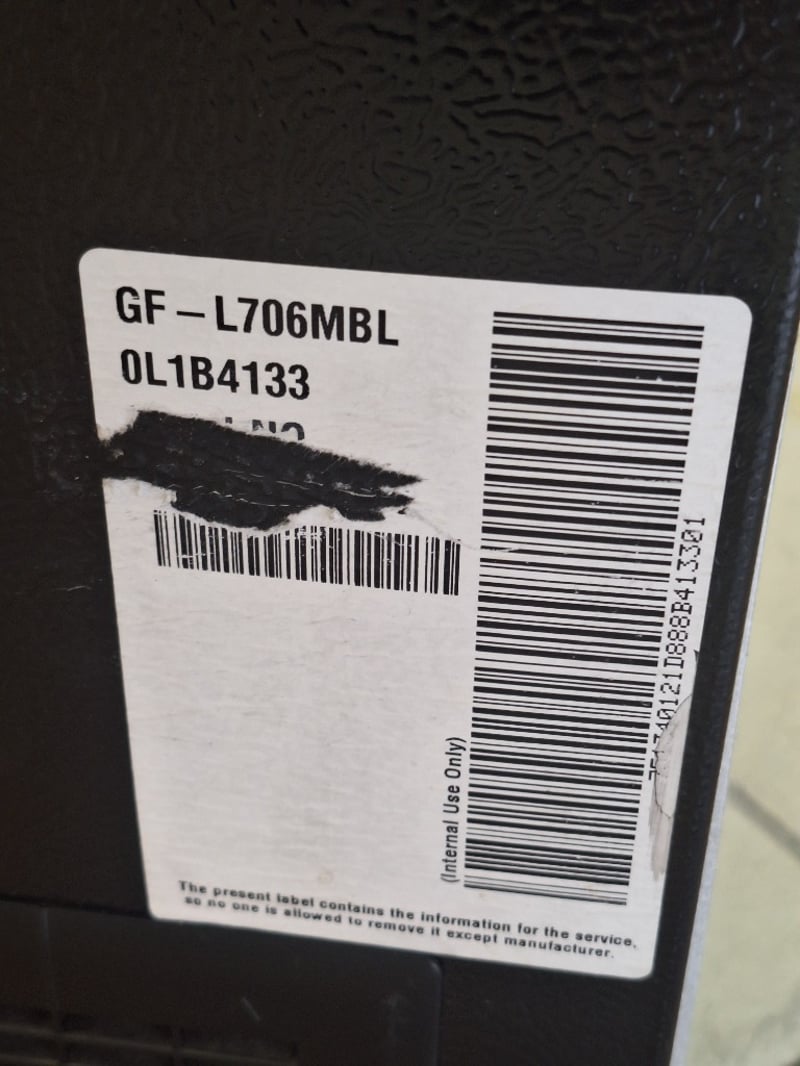 GF-L706MBL
0L1B4133
(Internal Use Only)
The present label contains the information for the service,
so no one is allowed to remove it except manufacturer.